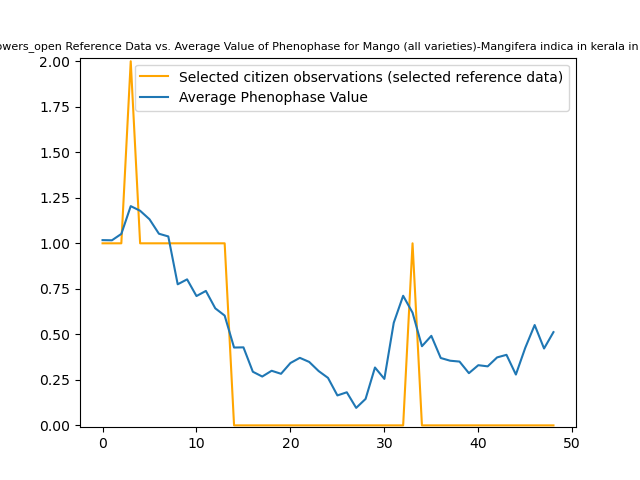 owers_open Reference Data vs. Average Value of Phenophase for Mango (all varieties)-Mangifera indica in kerala in
Selected citizen observations (selected reference data)
Average Phenophase Value
2.00
1.75
1.50
1.25
1.00
0.75
0.50
0.25
0.00
0 10 20 30 40 50